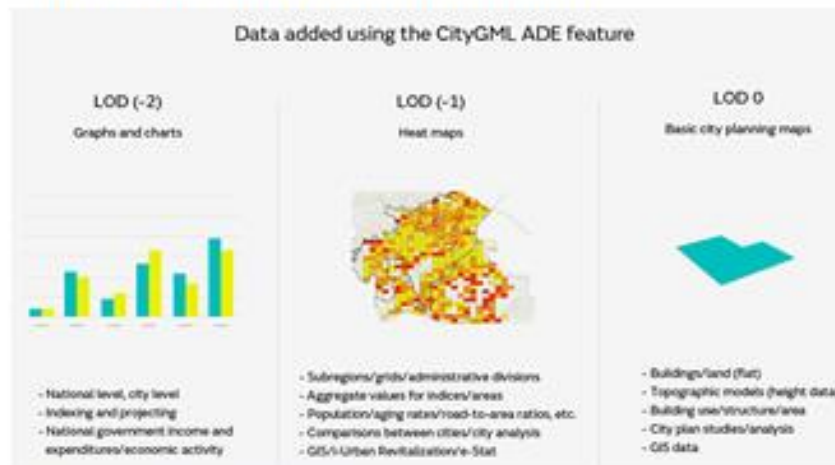 Data added using the CityGML ADE feature
LOD (-2)
Graphs and charts
- National level, city level
- Indexing and projecting
- National government income and
expenditures/economic activity
LOD (-1)
Heat maps
- Subregions/grids/administrative divisions
- Aggregate values for indices/areas
- Population/aging rates/road-to-area ratios, etc.
- Comparisons between cities/city analysis
- GIS/i-Urban Revitalization/e-Stat
LOD 0
Basic city planning maps
- Buildings/land (flat)
- Topographic models (height data
- Building use/structure/area
- City plan studies/analysis
- GIS data